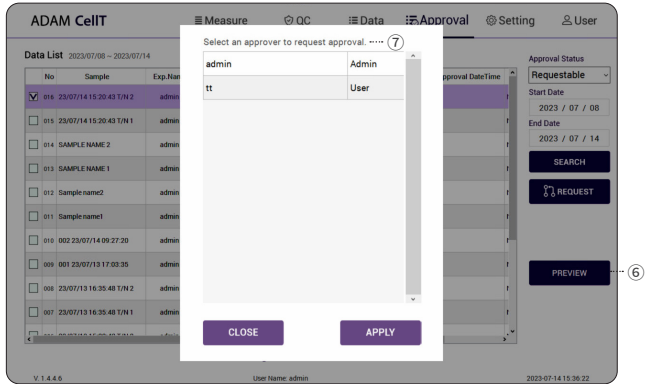 ADAM CellT
Measure QC Data Approval Setting User
Select an approver to request approval. ⑦
Data List 2023/07/08 ~ 2023/07/14
Approval Status
admin Admin
No Sample Exp.Nam pproval DateTime
Requestable
tt User
016 23/07/14 15:20:43 T/N 2 admin
Start Date
2023 / 07 / 08
015 23/07/14 15:20:43 T/N 1 admin
End Date
2023 / 07 / 14
014 SAMPLE NAME 2 admin
SEARCH
013 SAMPLE NAME 1 admin
012 Sample name2 admin
REQUEST
011 Sample name1 admin
010 002 23/07/14 09:27:20 admin
009 001 23/07/13 17:03:35 admin
PREVIEW ⑥
008 23/07/13 16:35:48 T/N 2 admin
007 23/07/13 16:35:48 T/N 1 admin
CLOSE APPLY
V. 1.4.4.6 User Name: admin 2023-07-14 15:36:22